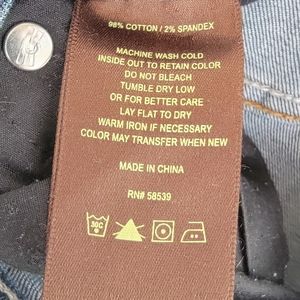 98% COTTON / 2% SPANDEX
MACHINE WASH COLD
INSIDE OUT TO RETAIN COLOR
DO NOT BLEACH
TUMBLE DRY LOW
OR FOR BETTER CARE
LAY FLAT TO DRY
WARM IRON IF NECESSARY
COLOR MAY TRANSFER WHEN NEW
MADE IN CHINA
RN# 58539
30C